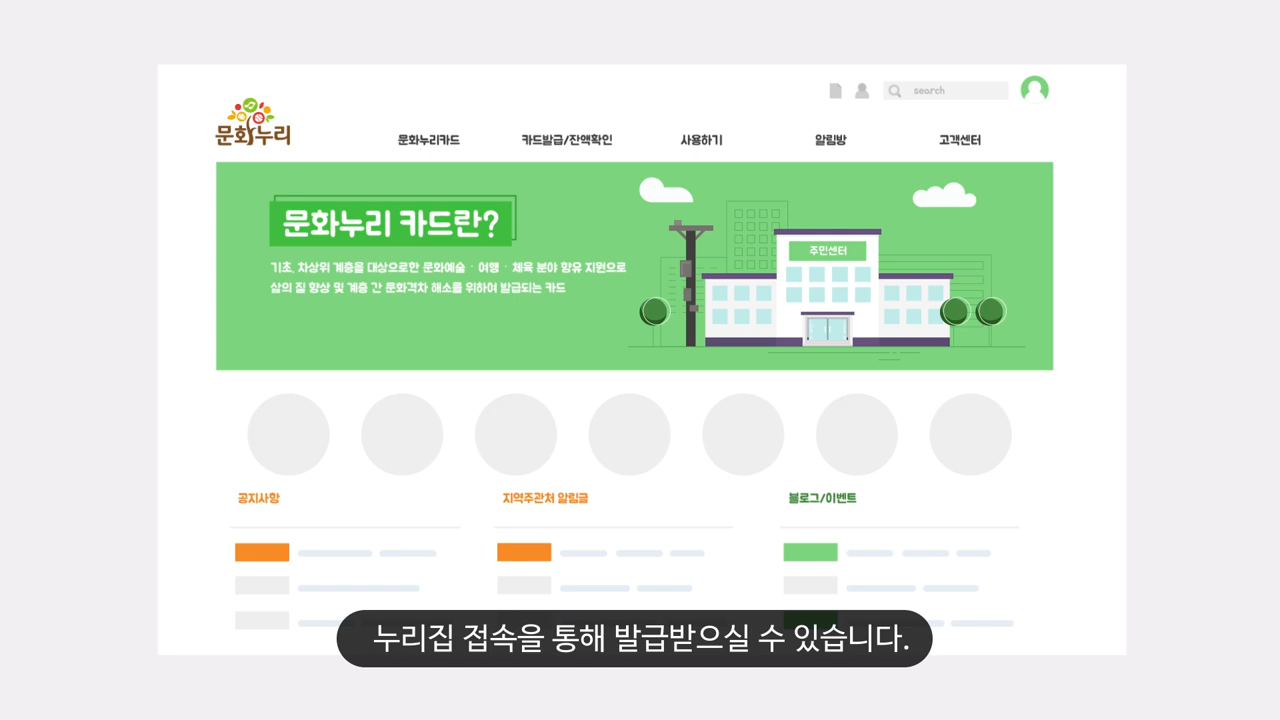 search
문화누리
문화누리카드 카드발급/잔액확인 사용하기 알림방 고객센터
문화누리 카드란?
기초, 차상위 계층을 대상으로한 문화예술 · 여행 · 체육 분야 향유 지원으로
삶의 질 향상 및 계층 간 문화격차 해소를 위하여 발급되는 카드
주민센터
공지사항 지역주관처 알림글 블로그/이벤트
누리집 접속을 통해 발급받으실 수 있습니다.